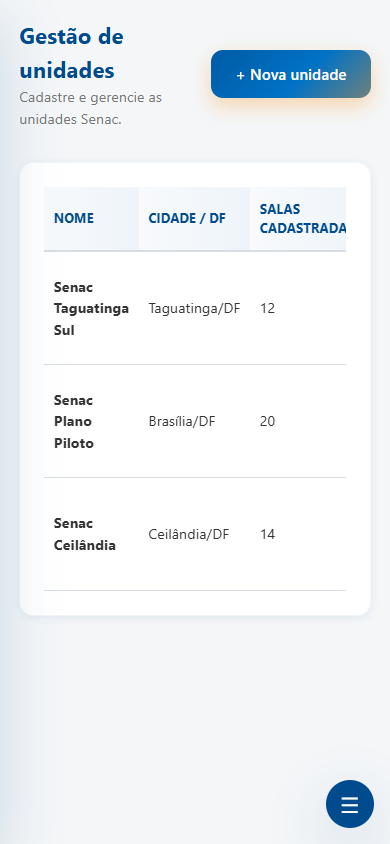 Gestão de
unidades
+ Nova unidade
Cadastre e gerencie as
unidades Senac.
NOME
CIDADE / DF
SALAS
CADASTRADA
Senac
Taguatinga
Sul
Taguatinga/DF
12
Senac
Plano
Piloto
Brasília/DF
20
Senac
Ceilândia
Ceilândia/DF
14